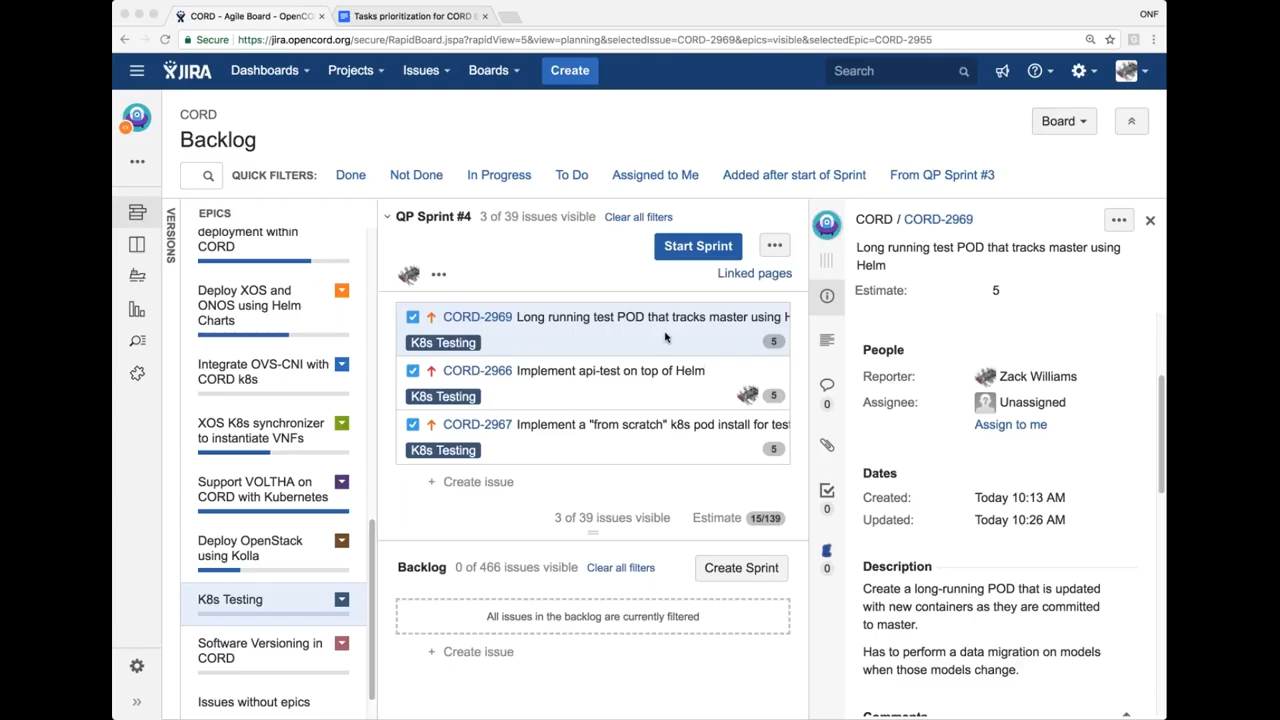 CORD - Agile Board - OpenCO
Tasks prioritization for CORD
ONF
Secure
https://jira.opencord.org/secure/RapidBoard.jspa?rapidView=5&view=planning&selectedIssue=CORD-2969&epics=visible&selectedEpic=CORD-2955
JIRA
Dashboards
Projects
Issues
Boards
Create
Search
CORD
Backlog
Board
QUICK FILTERS:
Done
Not Done
In Progress
To Do
Assigned to Me
Added after start of Sprint
From QP Sprint #3
VERSIONS
EPICS
deployment within
CORD
Deploy XOS and
ONOS using Helm
Charts
Integrate OVS-CNI with
CORD k8s
XOS K8s synchronizer
to instantiate VNFs
Support VOLTHA on
CORD with Kubernetes
Deploy OpenStack
using Kolla
K8s Testing
Software Versioning in
CORD
Issues without epics
QP Sprint #4
3 of 39 issues visible
Clear all filters
Start Sprint
Linked pages
CORD-2969 Long running test POD that tracks master using H
K8s Testing
5
CORD-2966 Implement api-test on top of Helm
K8s Testing
5
CORD-2967 Implement a "from scratch" k8s pod install for tes
K8s Testing
5
+ Create issue
3 of 39 issues visible
Estimate 15/139
Backlog
0 of 466 issues visible
Clear all filters
Create Sprint
All issues in the backlog are currently filtered
+ Create issue
CORD / CORD-2969
Long running test POD that tracks master using
Helm
Estimate:
5
0
0
0
People
Reporter:
Zack Williams
Assignee:
Unassigned
Assign to me
Dates
Created:
Today 10:13 AM
Updated:
Today 10:26 AM
Description
Create a long-running POD that is updated
with new containers as they are committed
to master.
Has to perform a data migration on models
when those models change.
Comments